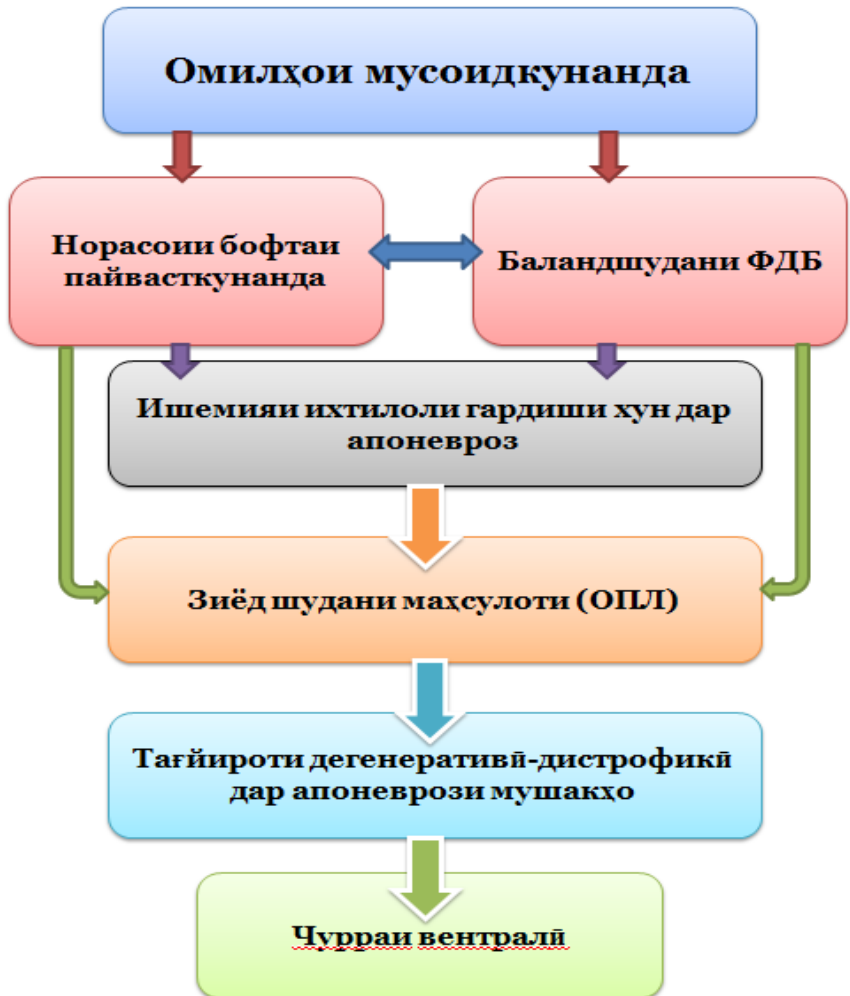 Омилҳои мусоидкунанда
Норасоии бофтаи
пайвасткунанда
Баландшудани ФДБ
Ишемияи ихтилоли гардиши хун дар
апоневроз
Зиёд шудани маҳсулоти (ОПЛ)
Тағйироти дегенеративӣ-дистрофикӣ
дар апоневрози мушакҳо
Чурраи вентралӣ